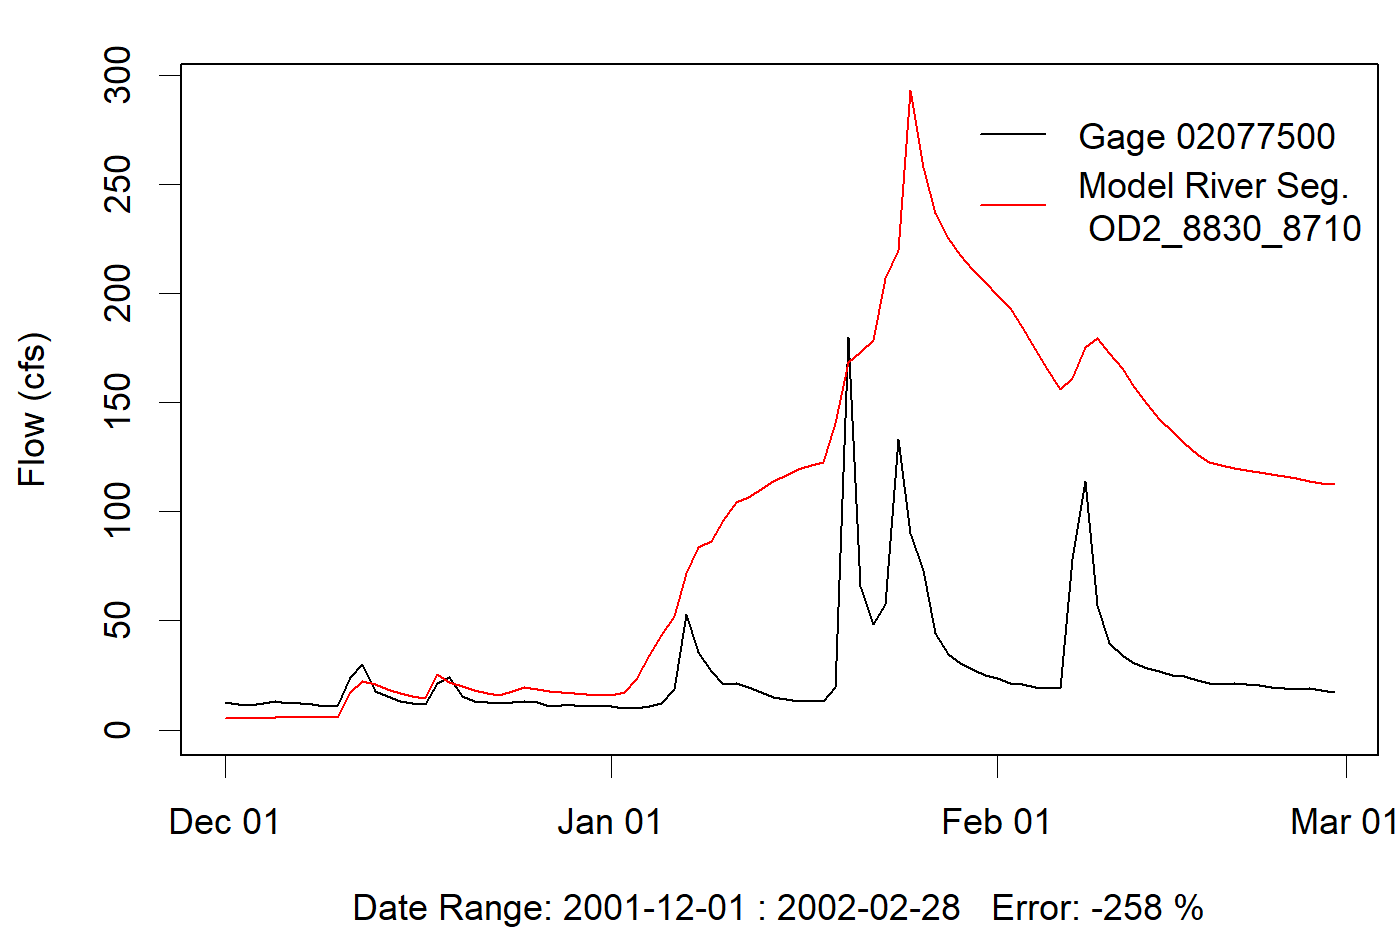 300
250
200
150
100
50
0
Flow (cfs)
Gage 02077500
Model River Seg.
OD2_8830_8710
Dec 01 Jan 01 Feb 01 Mar 01
Date Range: 2001-12-01 : 2002-02-28 Error: -258 %